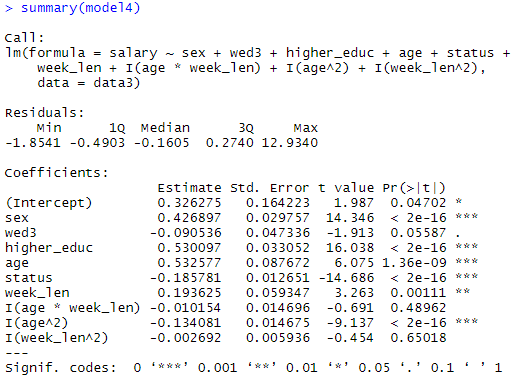 > summary(model4)
Call:
lm(formula = salary ~ sex + wed3 + higher_educ + age + status +
    week_len + I(age * week_len) + I(age^2) + I(week_len^2),
    data = data3)
Residuals:
    Min      1Q  Median      3Q     Max
-1.8541 -0.4903 -0.1605  0.2740 12.9340
Coefficients:
                   Estimate Std. Error t value Pr(>|t|)
(Intercept)        0.326275   0.164223   1.987  0.04702 *
sex                0.426897   0.029757  14.346  < 2e-16 ***
wed3              -0.090536   0.047336  -1.913  0.05587 .
higher_educ        0.530097   0.033052  16.038  < 2e-16 ***
age                0.532577   0.087672   6.075 1.36e-09 ***
status            -0.185781   0.012651 -14.686  < 2e-16 ***
week_len           0.193625   0.059347   3.263  0.00111 **
I(age * week_len) -0.010154   0.014696  -0.691  0.48962
I(age^2)          -0.134081   0.014675  -9.137  < 2e-16 ***
I(week_len^2)     -0.002692   0.005936  -0.454  0.65018
---
Signif. codes:  0 ‘***’ 0.001 ‘**’ 0.01 ‘*’ 0.05 ‘.’ 0.1 ‘ ’ 1